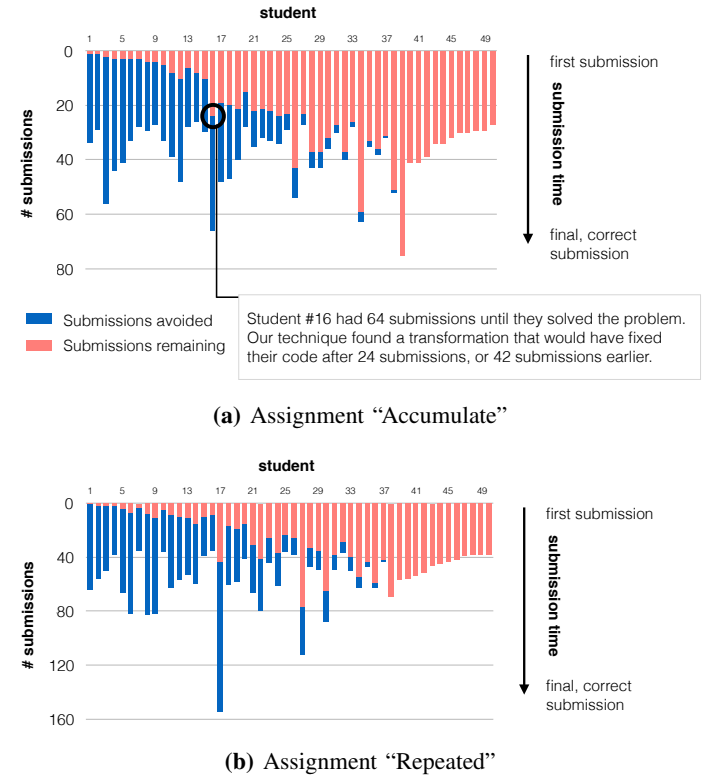 student
1 5 9 13 17 21 25 29 33 37 41 45 49
0
20
40
60
80
# submissions
first submission
submission time
final, correct
submission
Submissions avoided
Submissions remaining
Student #16 had 64 submissions until they solved the problem.
Our technique found a transformation that would have fixed
their code after 24 submissions, or 42 submissions earlier.
(a) Assignment “Accumulate”
student
1 5 9 13 17 21 25 29 33 37 41 45 49
0
40
80
120
160
# submissions
first submission
submission time
final, correct
submission
(b) Assignment “Repeated”